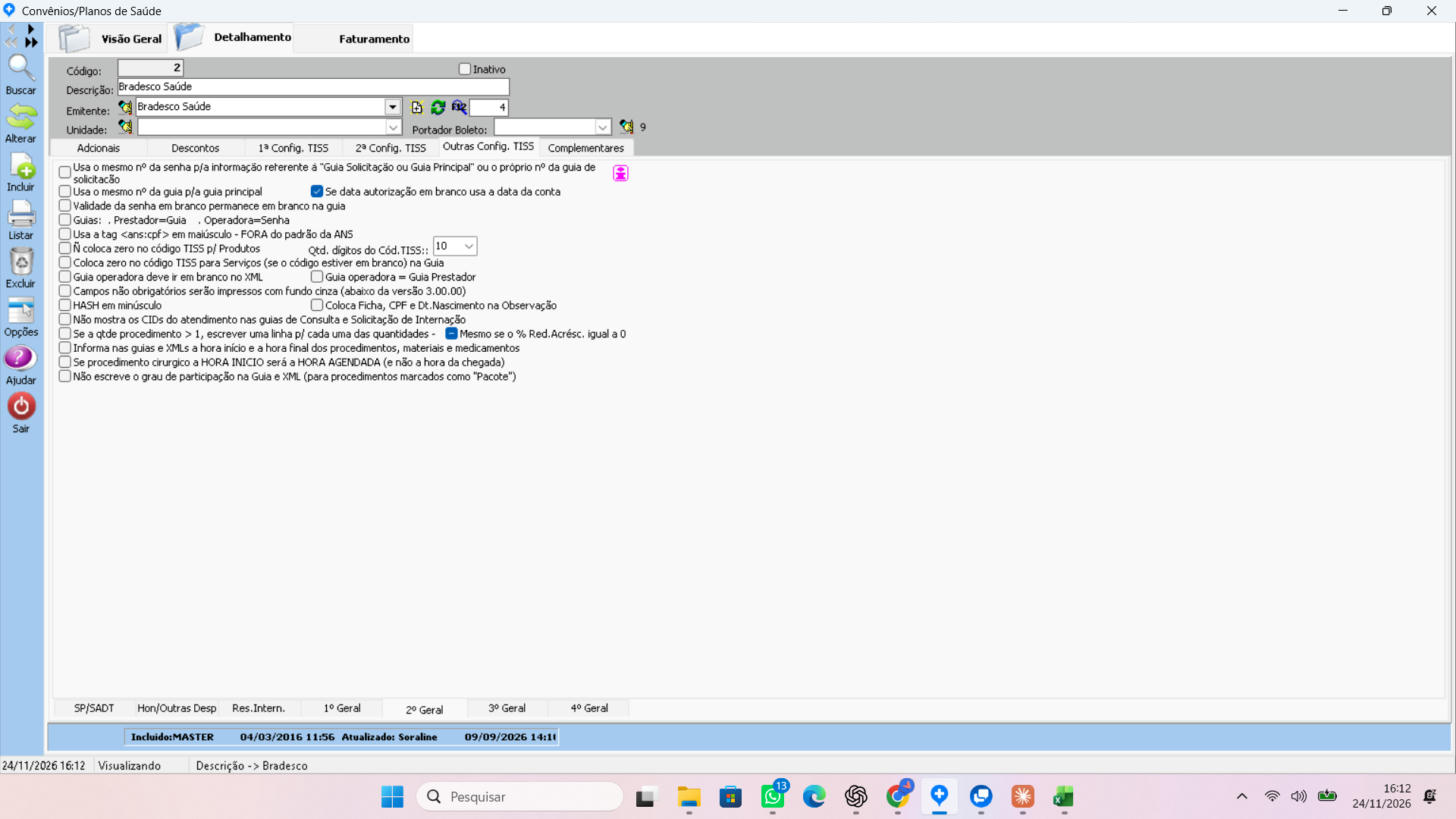 Convênios/Planos de Saúde
Visão Geral
Detalhamento
Faturamento
Buscar
Alterar
Incluir
Listar
Excluir
Opções
Ajudar
Sair
Código: 2
Inativo
Descrição: Bradesco Saúde
Emitente: Bradesco Saúde 4
Unidade: Portador Boleto: 9
Adicionais Descontos 1ª Config. TISS 2ª Config. TISS Outras Config. TISS Complementares
Usa o mesmo nº da senha p/a informação referente à "Guia Solicitação ou Guia Principal" ou o próprio nº da guia de
solicitacão
Usa o mesmo nº da guia p/a guia principal Se data autorização em branco usa a data da conta
Validade da senha em branco permanece em branco na guia
Guias: . Prestador=Guia . Operadora=Senha
Usa a tag <ans:cpf> em maiúsculo - FORA do padrão da ANS
Ñ coloca zero no código TISS p/ Produtos Qtd. dígitos do Cód.TISS:: 10
Coloca zero no código TISS para Serviços (se o código estiver em branco) na Guia
Guia operadora deve ir em branco no XML Guia operadora = Guia Prestador
Campos não obrigatórios serão impressos com fundo cinza (abaixo da versão 3.00.00)
HASH em minúsculo Coloca Ficha, CPF e Dt.Nascimento na Observação
Não mostra os CIDs do atendimento nas guias de Consulta e Solicitação de Internação
Se a qtde procedimento > 1, escrever uma linha p/ cada uma das quantidades - Mesmo se o % Red.Acrésc. igual a 0
Informa nas guias e XMLs a hora início e a hora final dos procedimentos, materiais e medicamentos
Se procedimento cirurgico a HORA INICIO será a HORA AGENDADA (e não a hora da chegada)
Não escreve o grau de participação na Guia e XML (para procedimentos marcados como "Pacote")
SP/SADT Hon/Outras Desp Res.Intern. 1º Geral 2º Geral 3º Geral 4º Geral
Incluido:MASTER 04/03/2016 11:56 Atualizado: Soraline 09/09/2026 14:1
24/11/2026 16:12 Visualizando Descrição -> Bradesco
Pesquisar
13
16:12
24/11/2026